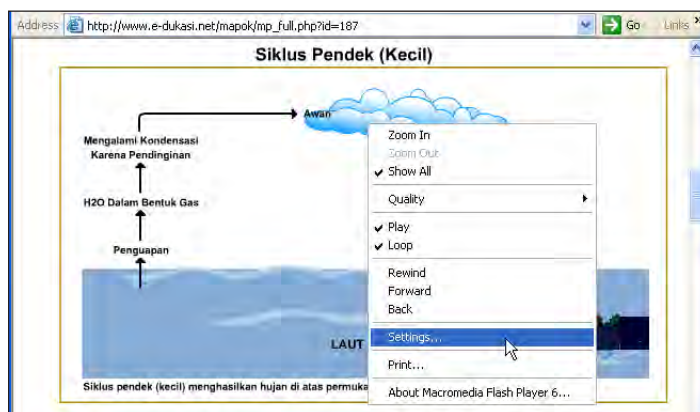 Address http://www.e-dukasi.net/mapok/mp_full.php?id=187 Go Links »
Siklus Pendek (Kecil)
Awan
Mengalami Kondensasi
Karena Pendinginan
H2O Dalam Bentuk Gas
Penguapan
LAUT
Siklus pendek (kecil) menghasilkan hujan di atas permuka
Zoom In
Zoom Out
Show All
Quality
Play
Loop
Rewind
Forward
Back
Settings...
Print...
About Macromedia Flash Player 6...